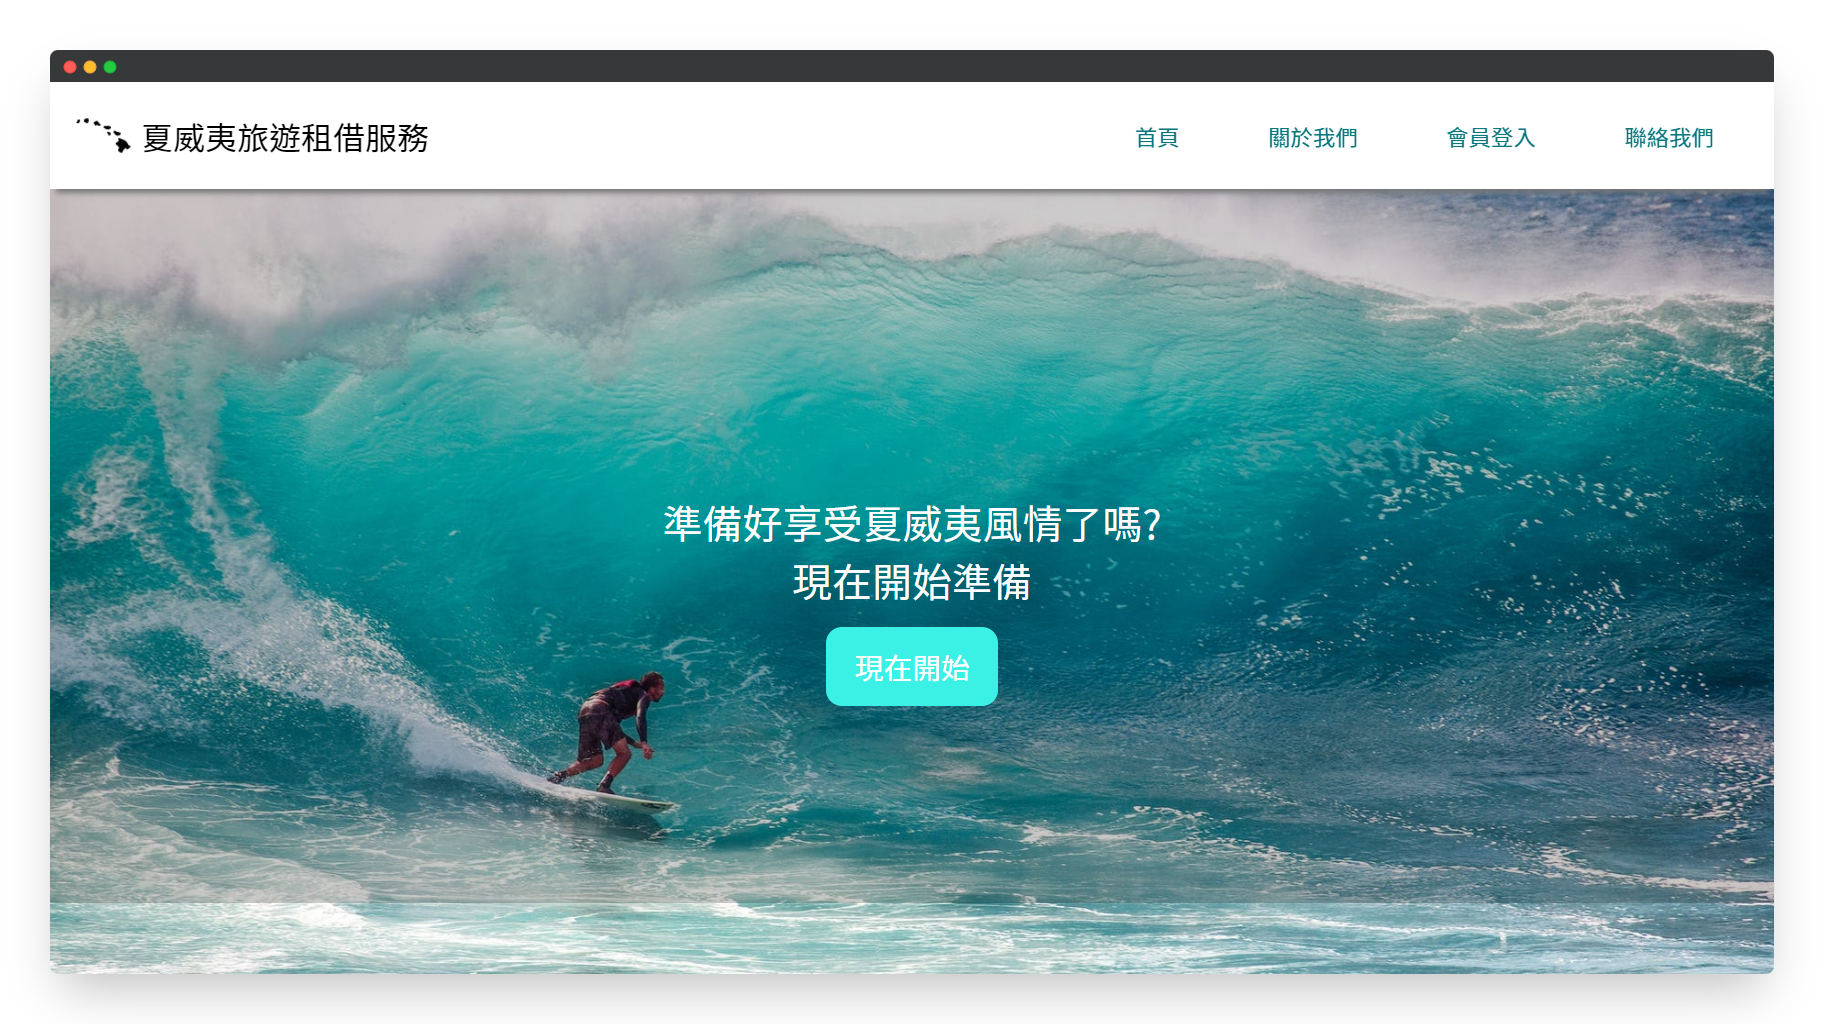 夏威夷旅遊租借服務
首頁
關於我們
會員登入
聯絡我們
準備好享受夏威夷風情了嗎?
現在開始準備
現在開始